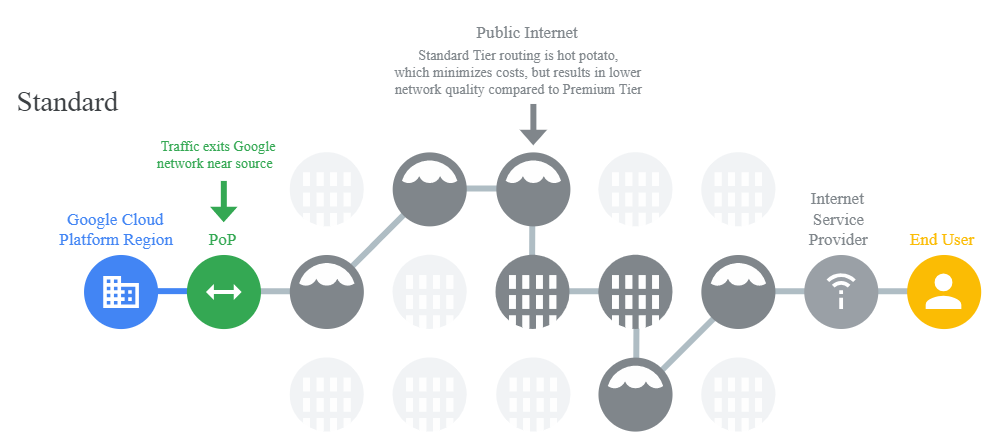 Public Internet
Standard Tier routing is hot potato,
which minimizes costs, but results in lower
network quality compared to Premium Tier
Standard
Traffic exits Google
network near source
Google Cloud
Platform Region
PoP
Internet
Service
Provider
End User